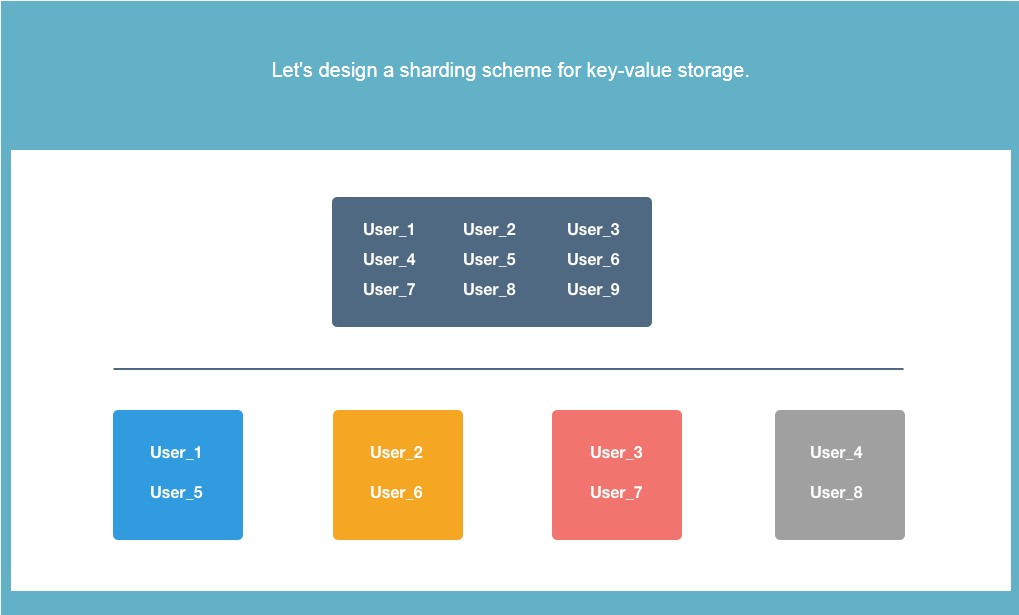 Let's design a sharding scheme for key-value storage.
User_1 User_2 User_3
User_4 User_5 User_6
User_7 User_8 User_9
User_1 User_2 User_3 User_4
User_5 User_6 User_7 User_8